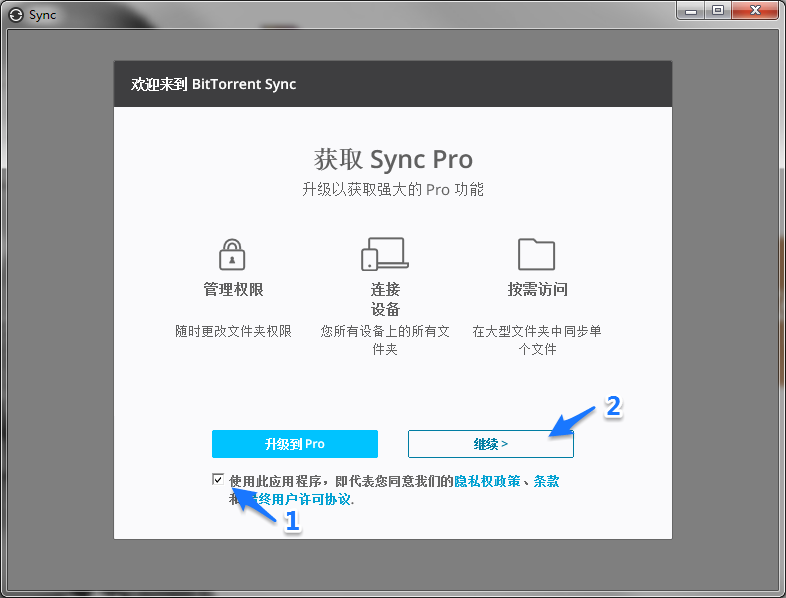 Sync
欢迎来到 BitTorrent Sync
获取 Sync Pro
升级以获取强大的 Pro 功能
管理权限
连接
设备
按需访问
随时更改文件夹权限
您所有设备上的所有文
件夹
在大型文件夹中同步单
个文件
升级到 Pro
继续 >
2
使用此应用程序，即代表您同意我们的隐私权政策、条款
和 终用户许可协议.
1